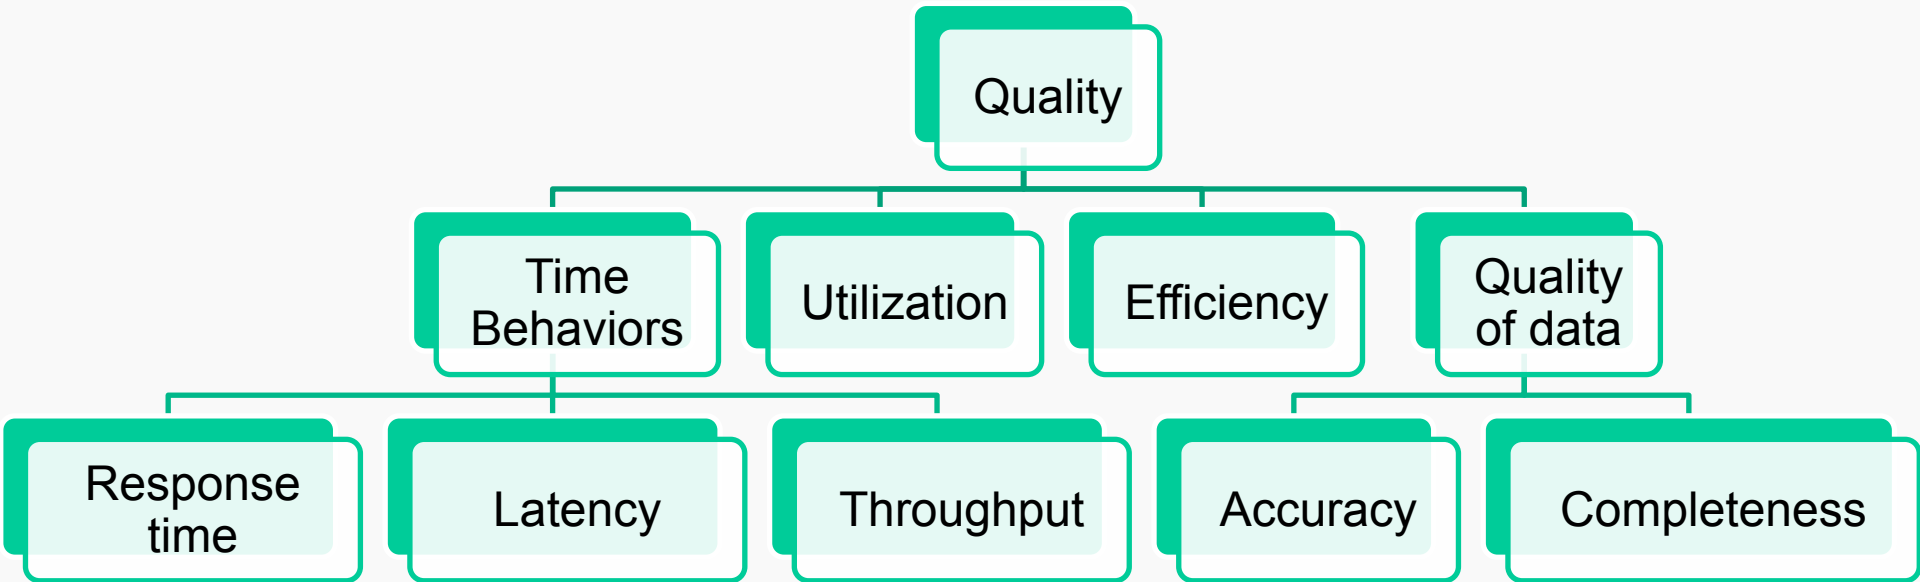 Quality
Time
Behaviors
Utilization
Efficiency
Quality
of data
Response
time
Latency
Throughput
Accuracy
Completeness